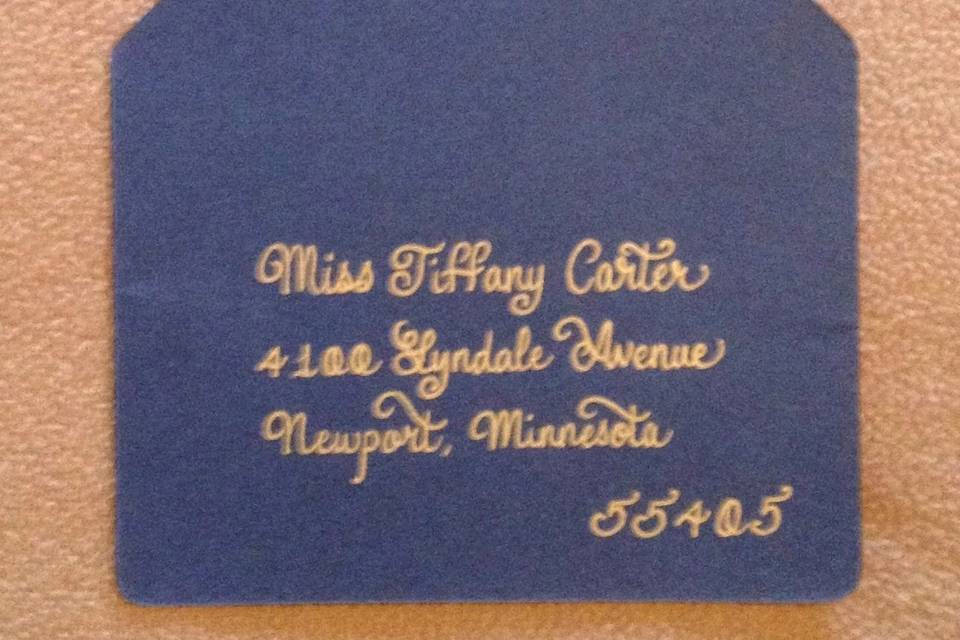 Miss Tiffany Carter
4100 Lyndale Avenue
Newport, Minnesota
55405